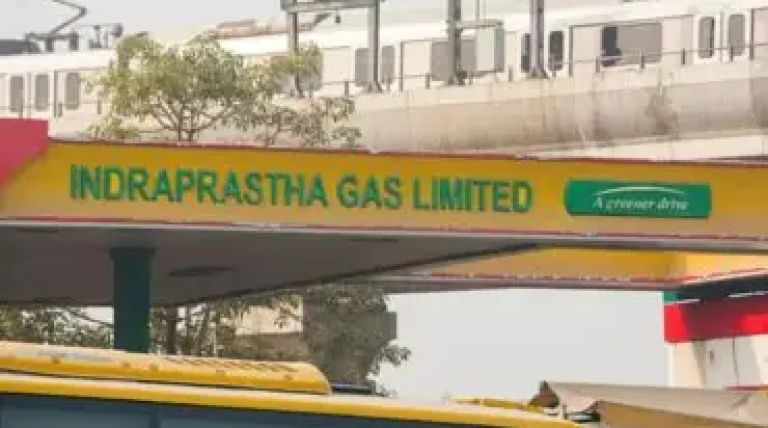 INDRAPRASTHA GAS LIMITED
A greener drive